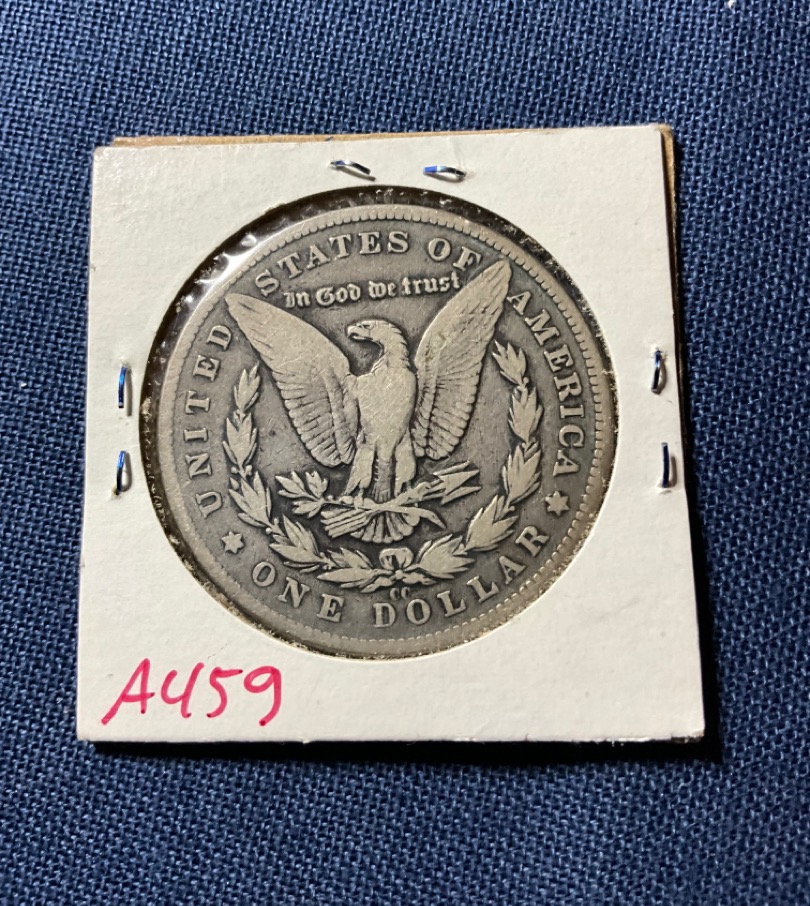 UNITED STATES OF AMERICA
In God we trust
CC
ONE DOLLAR
A459